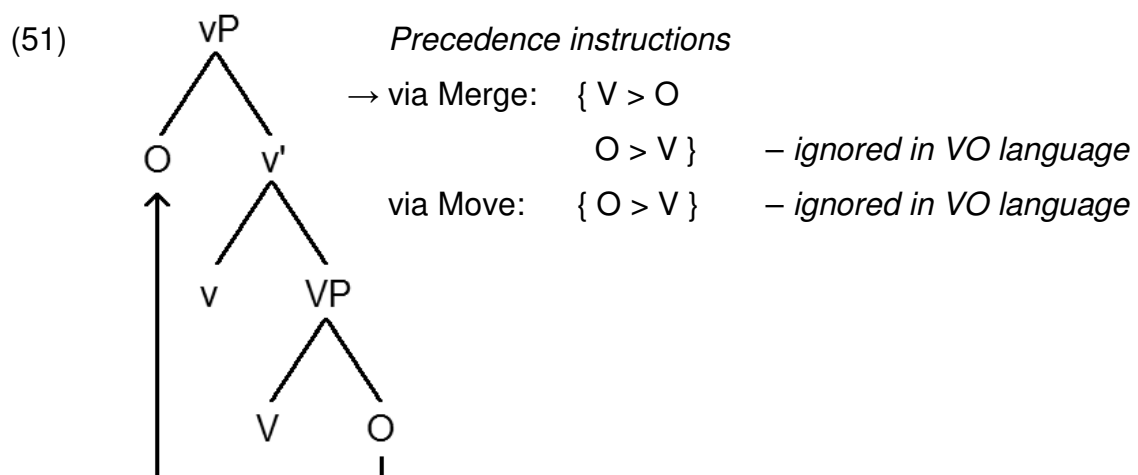 (51) vP Precedence instructions
→ via Merge: { V > O
O v' O > V } – ignored in VO language
via Move: { O > V } – ignored in VO language
v VP
V O